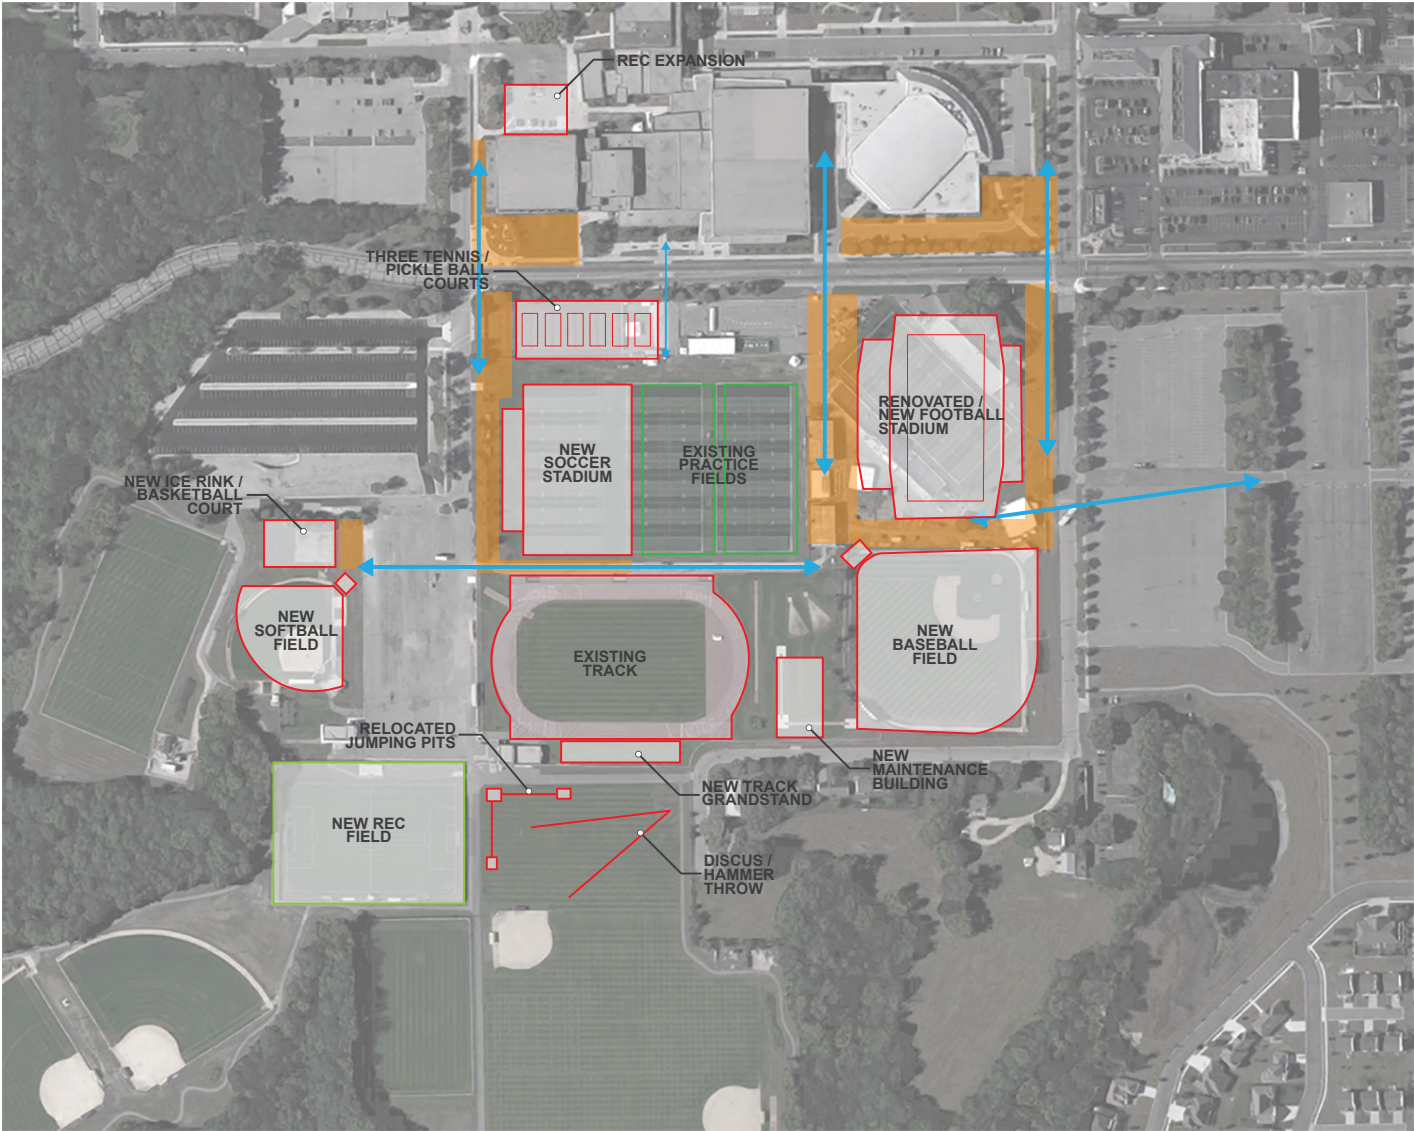 REC EXPANSION
THREE TENNIS /
PICKLE BALL
COURTS
RENOVATED /
NEW FOOTBALL
STADIUM
NEW
SOCCER
STADIUM
EXISTING
PRACTICE
FIELDS
NEW ICE RINK /
BASKETBALL
COURT
NEW
SOFTBALL
FIELD
EXISTING
TRACK
NEW
BASEBALL
FIELD
RELOCATED
JUMPING PITS
NEW
MAINTENANCE
BUILDING
NEW TRACK
GRANDSTAND
NEW REC
FIELD
DISCUS /
HAMMER
THROW